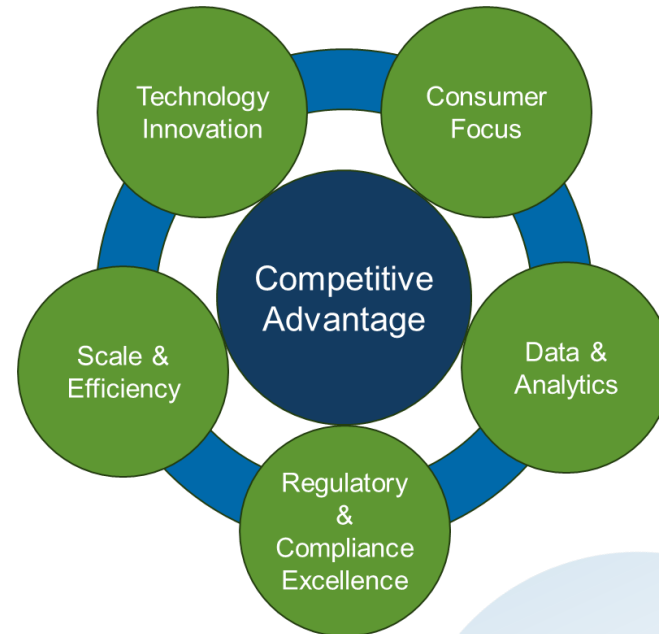 Technology
Innovation
Consumer
Focus
Competitive
Advantage
Scale &
Efficiency
Data &
Analytics
Regulatory
&
Compliance
Excellence